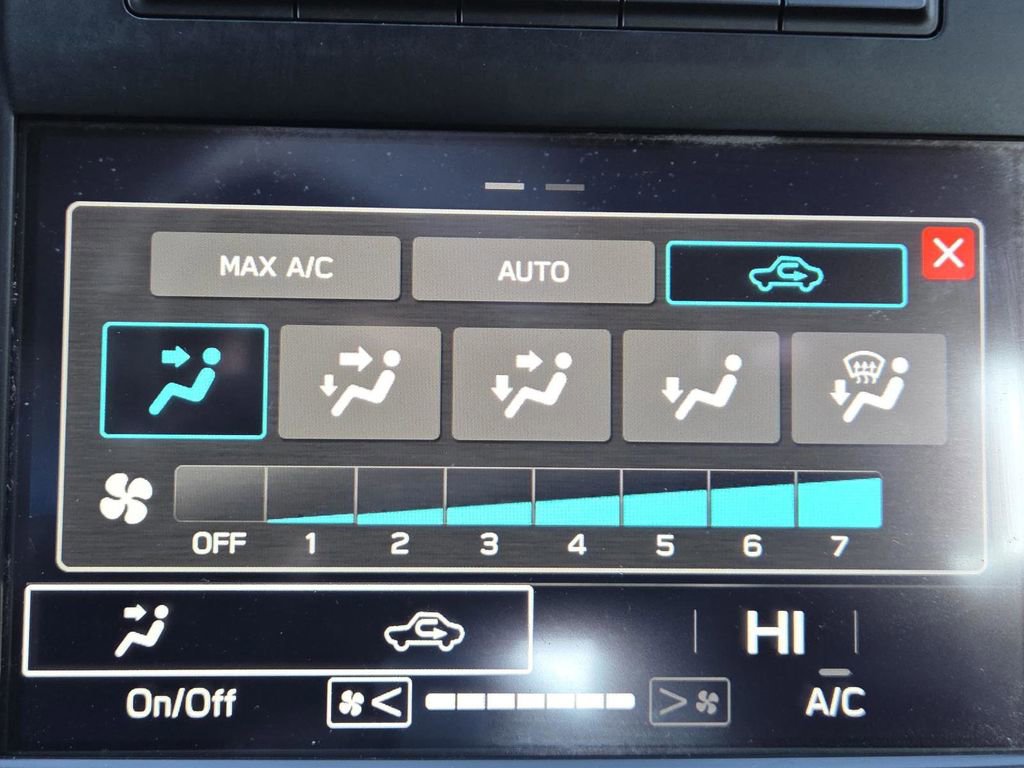 MAX A/C AUTO
OFF 1 2 3 4 5 6 7
HI
On/Off < > A/C